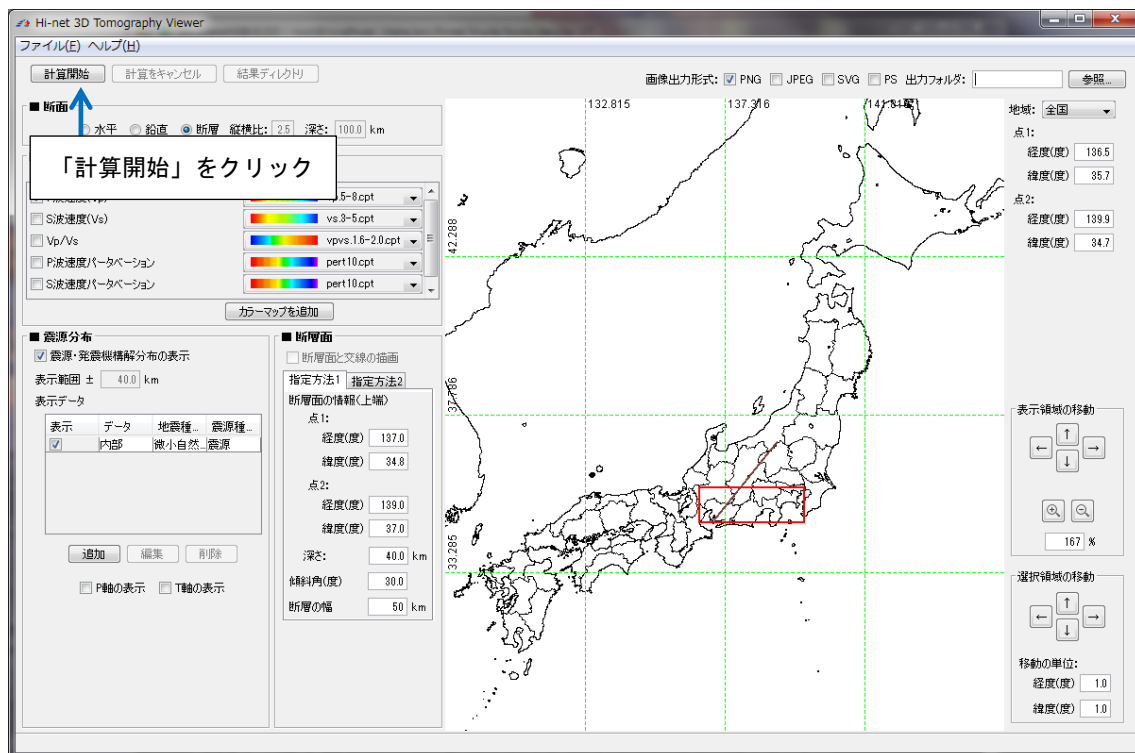 Hi-net 3D Tomography Viewer
ファイル(F) ヘルプ(H)
計算開始 計算をキャンセル 結果ディレクトリ
画像出力形式: PNG JPEG SVG PS 出力フォルダ: 参照...
■ 断面
水平 鉛直 断層 縦横比: 2.5 深さ: 100.0 km
「計算開始」をクリック
5-8.cpt
S波速度(Vs) vs.3-5.cpt
Vp/Vs vpvs.1.6-2.0.cpt
P波速度パータベーション pert10.cpt
S波速度パータベーション pert10.cpt
カラーマップを追加
■ 震源分布
震源・発震機構解分布の表示
表示範囲 ± 40.0 km
表示データ
表示 データ 地震種... 震源種...
内部 微小自然... 震源
追加 編集 削除
P軸の表示 T軸の表示
■ 断層面
断層面と交線の描画
指定方法1 指定方法2
断層面の情報(上端)
点1:
経度(度) 137.0
緯度(度) 34.8
点2:
経度(度) 139.0
緯度(度) 37.0
深さ: 40.0 km
傾斜角(度) 30.0
断層の幅 50 km
132.815 137.316 141.816
42.288
37.786
33.285
地域: 全国
点1:
経度(度) 136.5
緯度(度) 35.7
点2:
経度(度) 139.9
緯度(度) 34.7
表示領域の移動
167 %
選択領域の移動
移動の単位:
経度(度) 1.0
緯度(度) 1.0